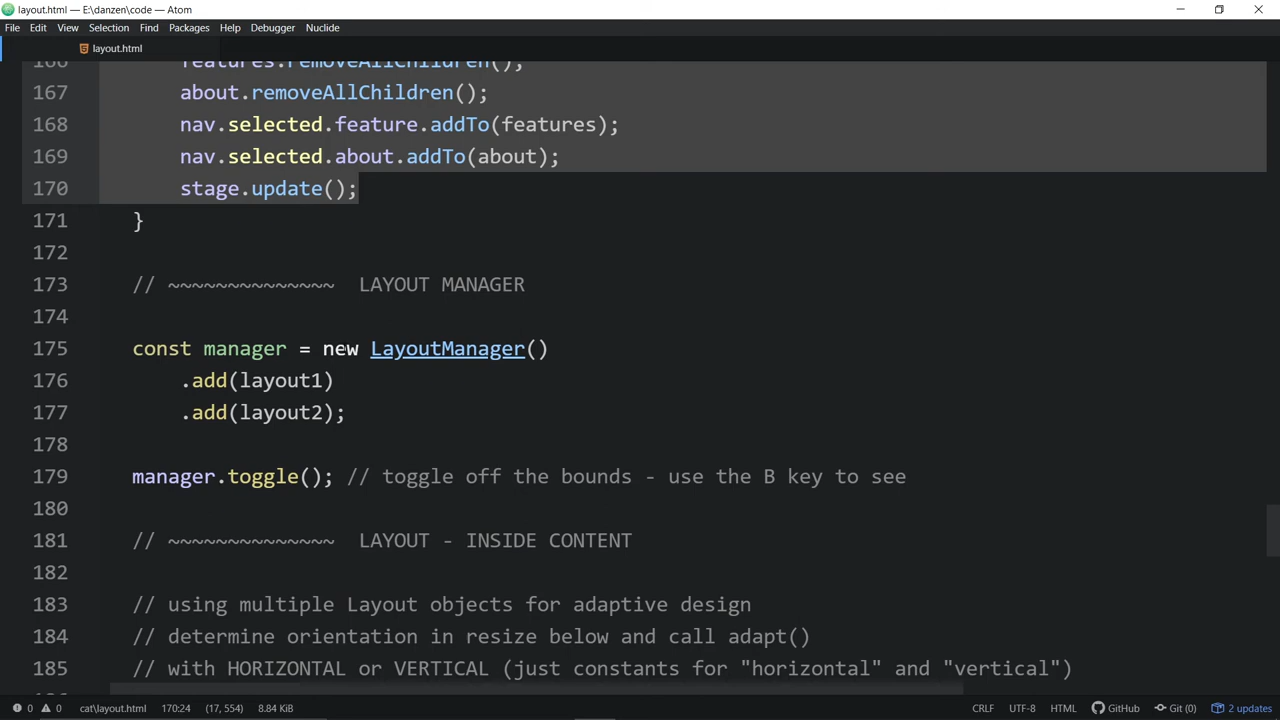 layout.html — E:\danzen\code — Atom
File Edit View Selection Find Packages Help Debugger Nuclide
layout.html
166 features.removeAllChildren();
167 about.removeAllChildren();
168 nav.selected.feature.addTo(features);
169 nav.selected.about.addTo(about);
170 stage.update();
171 }
172
173 // ~~~~~~~~~~~~~~ LAYOUT MANAGER
174
175 const manager = new LayoutManager()
176 .add(layout1)
177 .add(layout2);
178
179 manager.toggle(); // toggle off the bounds - use the B key to see
180
181 // ~~~~~~~~~~~~~~ LAYOUT - INSIDE CONTENT
182
183 // using multiple Layout objects for adaptive design
184 // determine orientation in resize below and call adapt()
185 // with HORIZONTAL or VERTICAL (just constants for "horizontal" and "vertical")
0 0 cat\layout.html 170:24 (17, 554) 8.84 KiB CRLF UTF-8 HTML GitHub Git (0) 2 updates